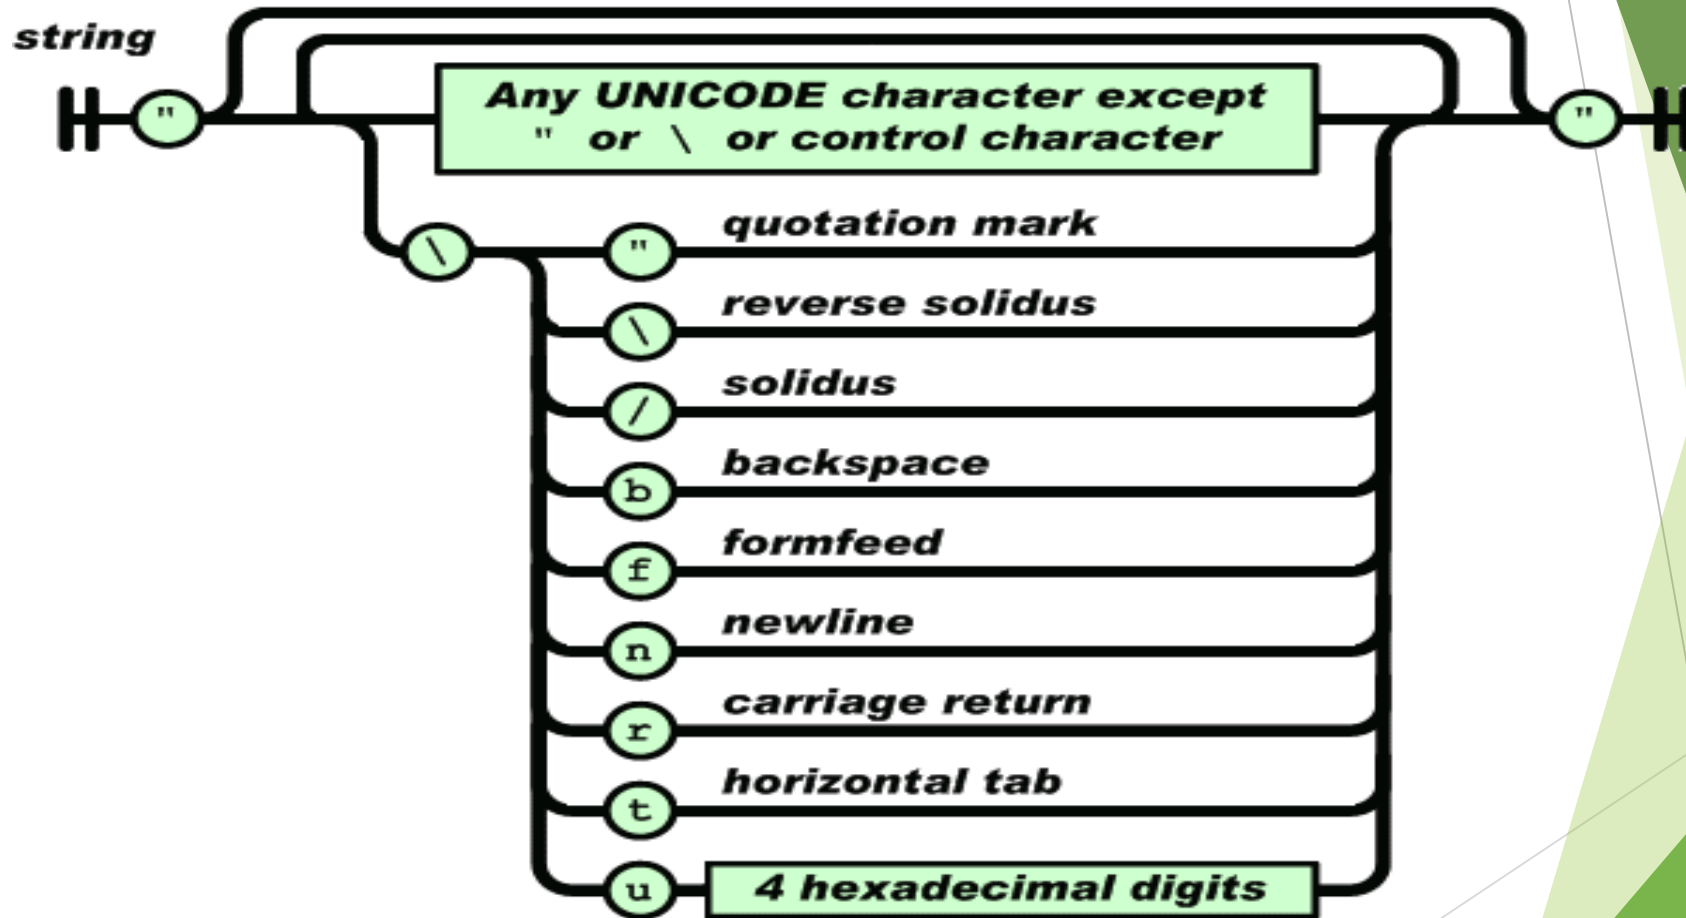 string
"
Any UNICODE character except
" or \ or control character
"
\
" quotation mark
\ reverse solidus
/ solidus
b backspace
f formfeed
n newline
r carriage return
t horizontal tab
u 4 hexadecimal digits